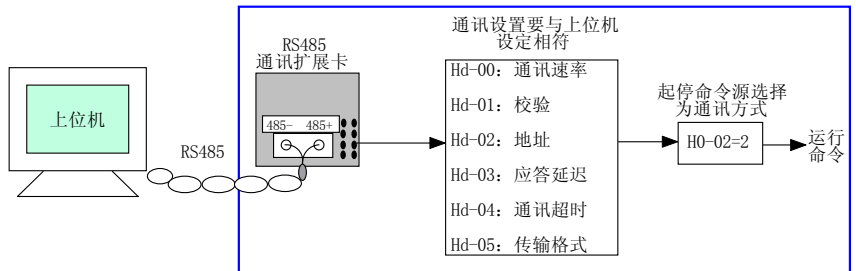 上位机
RS485
RS485
通讯扩展卡
485-  485+
通讯设置要与上位机
设定相符
Hd-00：通讯速率
Hd-01：校验
Hd-02：地址
Hd-03：应答延迟
Hd-04：通讯超时
Hd-05：传输格式
起停命令源选择
为通讯方式
H0-02=2
运行
命令